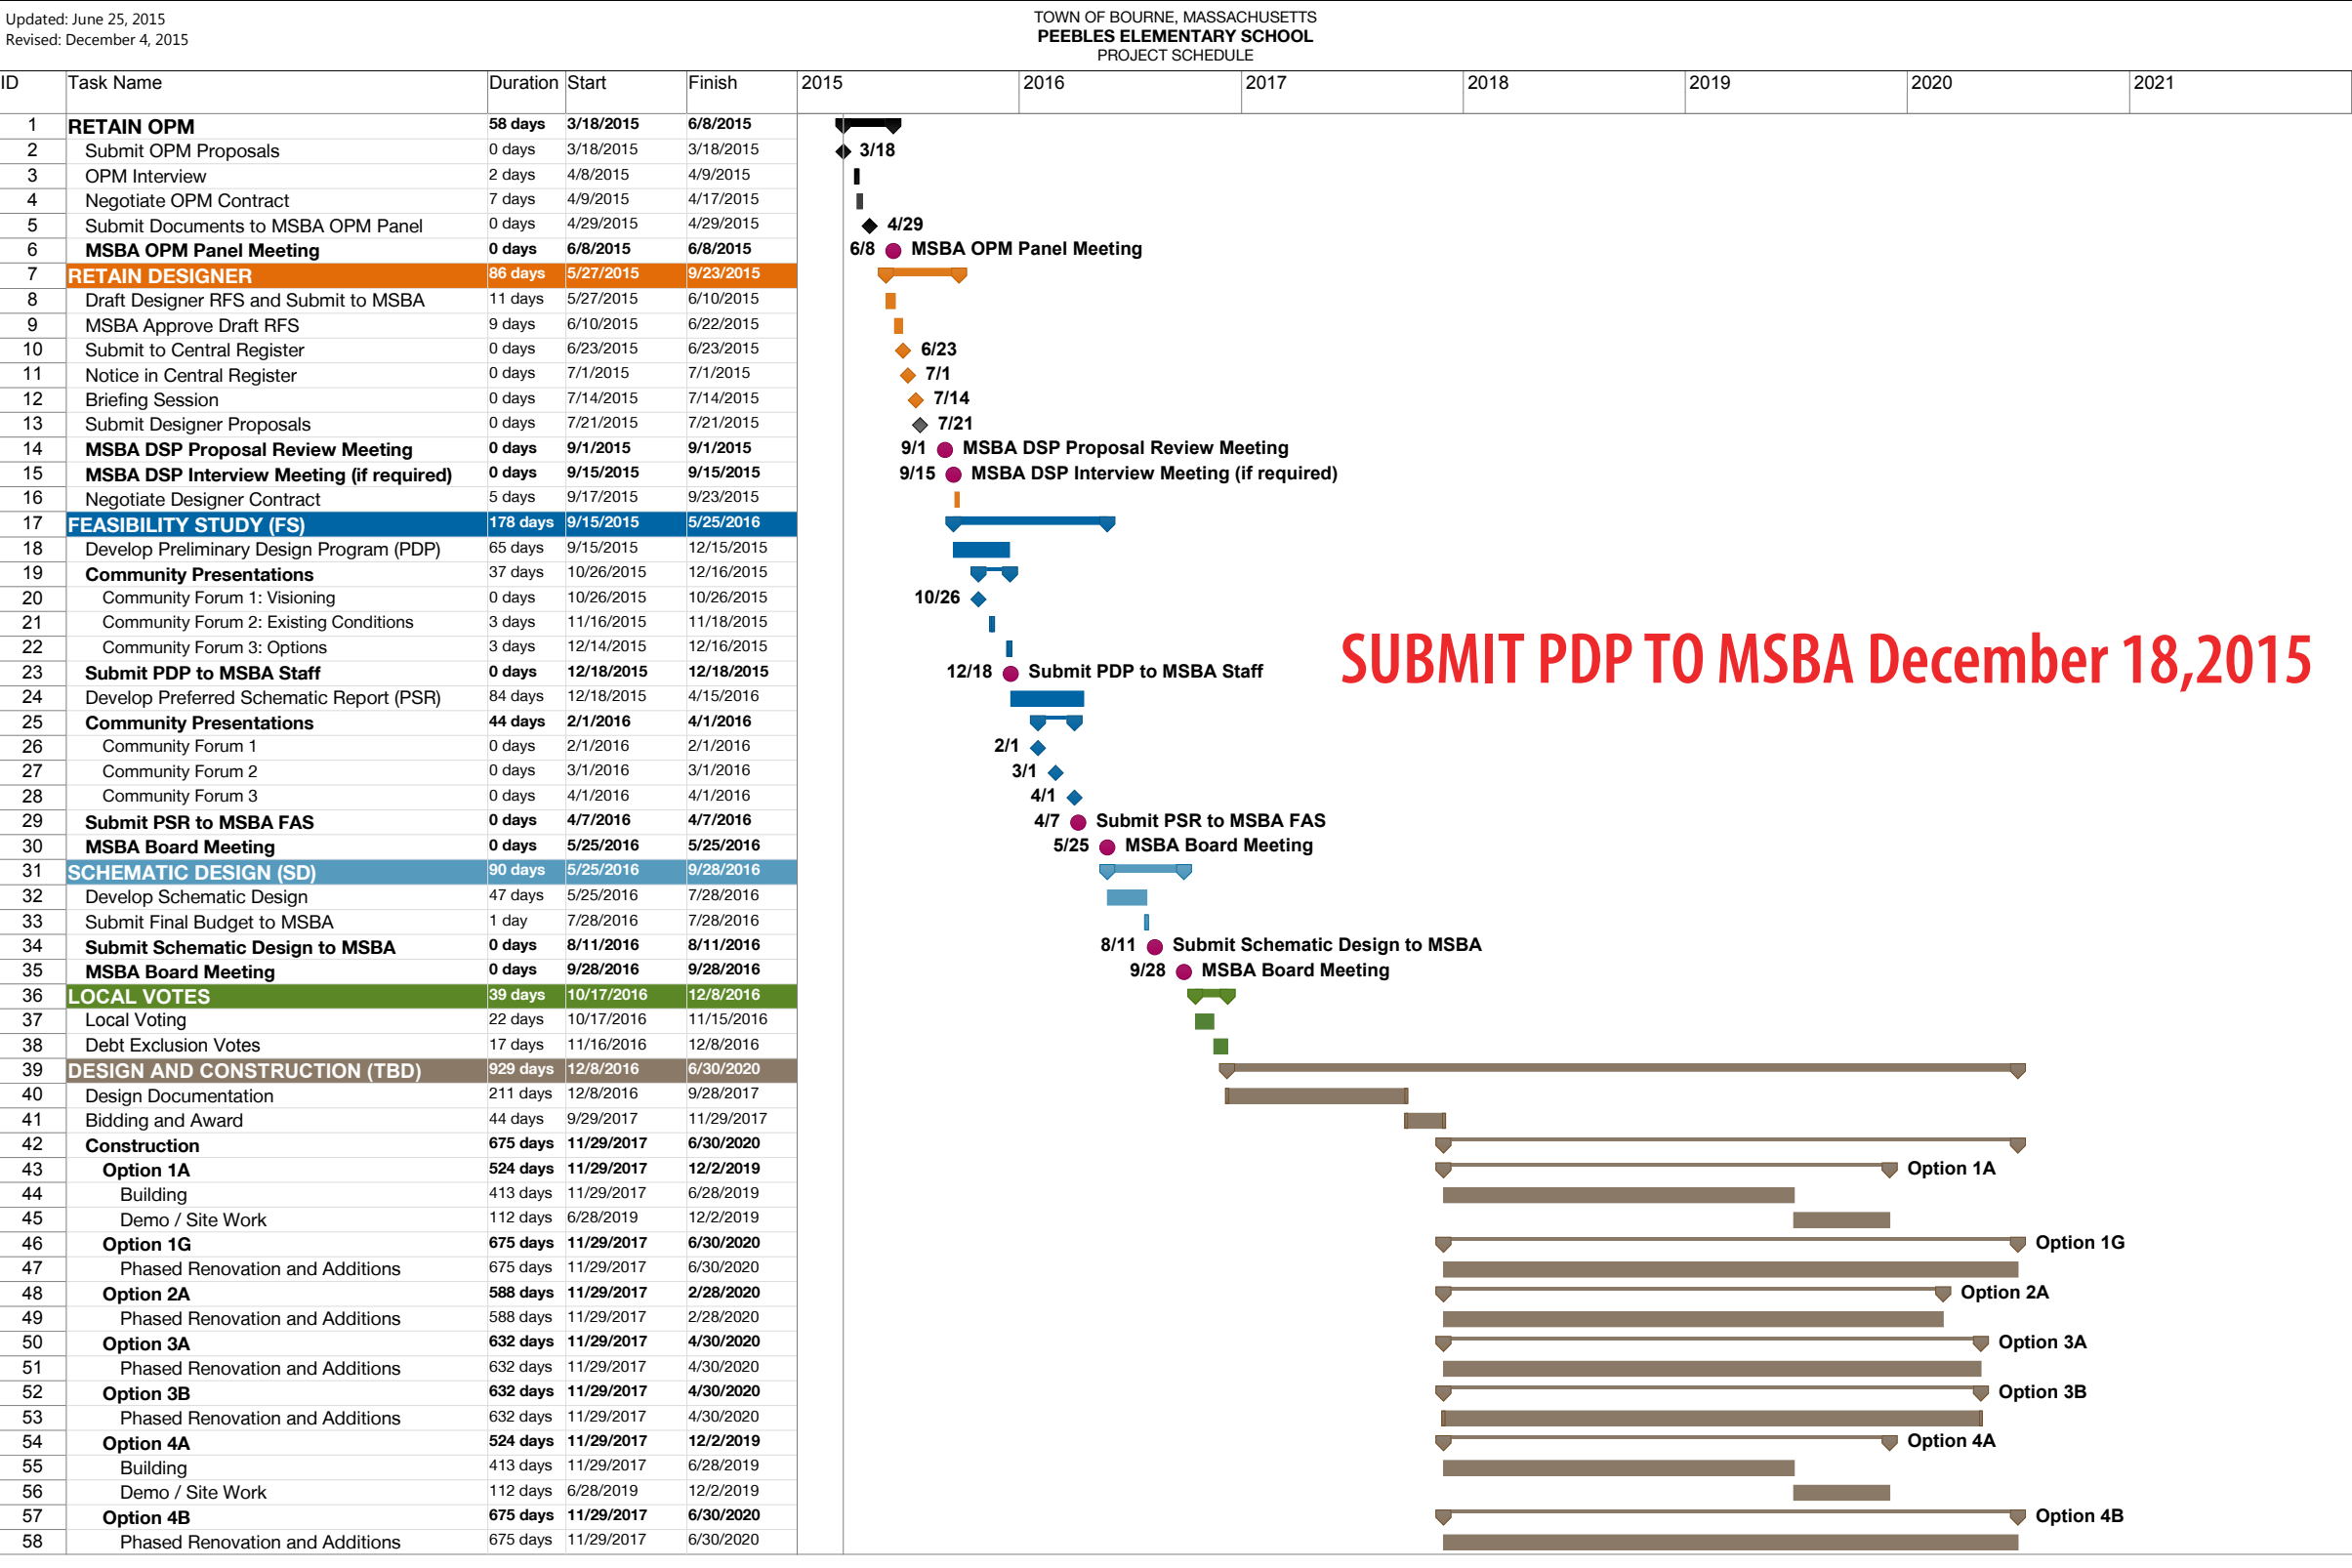 Updated: June 25, 2015
Revised: December 4, 2015
TOWN OF BOURNE, MASSACHUSETTS
PEEBLES ELEMENTARY SCHOOL
PROJECT SCHEDULE
ID Task Name Duration Start Finish 2015 2016 2017 2018 2019 2020 2021
1 RETAIN OPM 58 days 3/18/2015 6/8/2015
2 Submit OPM Proposals 0 days 3/18/2015 3/18/2015 3/18
3 OPM Interview 2 days 4/8/2015 4/9/2015
4 Negotiate OPM Contract 7 days 4/9/2015 4/17/2015
5 Submit Documents to MSBA OPM Panel 0 days 4/29/2015 4/29/2015 4/29
6 MSBA OPM Panel Meeting 0 days 6/8/2015 6/8/2015 6/8 MSBA OPM Panel Meeting
7 RETAIN DESIGNER 86 days 5/27/2015 9/23/2015
8 Draft Designer RFS and Submit to MSBA 11 days 5/27/2015 6/10/2015
9 MSBA Approve Draft RFS 9 days 6/10/2015 6/22/2015
10 Submit to Central Register 0 days 6/23/2015 6/23/2015 6/23
11 Notice in Central Register 0 days 7/1/2015 7/1/2015 7/1
12 Briefing Session 0 days 7/14/2015 7/14/2015 7/14
13 Submit Designer Proposals 0 days 7/21/2015 7/21/2015 7/21
14 MSBA DSP Proposal Review Meeting 0 days 9/1/2015 9/1/2015 9/1 MSBA DSP Proposal Review Meeting
15 MSBA DSP Interview Meeting (if required) 0 days 9/15/2015 9/15/2015 9/15 MSBA DSP Interview Meeting (if required)
16 Negotiate Designer Contract 5 days 9/17/2015 9/23/2015
17 FEASIBILITY STUDY (FS) 178 days 9/15/2015 5/25/2016
18 Develop Preliminary Design Program (PDP) 65 days 9/15/2015 12/15/2015
19 Community Presentations 37 days 10/26/2015 12/16/2015
20 Community Forum 1: Visioning 0 days 10/26/2015 10/26/2015 10/26
21 Community Forum 2: Existing Conditions 3 days 11/16/2015 11/18/2015
22 Community Forum 3: Options 3 days 12/14/2015 12/16/2015
SUBMIT PDP TO MSBA December 18,2015
23 Submit PDP to MSBA Staff 0 days 12/18/2015 12/18/2015 12/18 Submit PDP to MSBA Staff
24 Develop Preferred Schematic Report (PSR) 84 days 12/18/2015 4/15/2016
25 Community Presentations 44 days 2/1/2016 4/1/2016
26 Community Forum 1 0 days 2/1/2016 2/1/2016 2/1
27 Community Forum 2 0 days 3/1/2016 3/1/2016 3/1
28 Community Forum 3 0 days 4/1/2016 4/1/2016 4/1
29 Submit PSR to MSBA FAS 0 days 4/7/2016 4/7/2016 4/7 Submit PSR to MSBA FAS
30 MSBA Board Meeting 0 days 5/25/2016 5/25/2016 5/25 MSBA Board Meeting
31 SCHEMATIC DESIGN (SD) 90 days 5/25/2016 9/28/2016
32 Develop Schematic Design 47 days 5/25/2016 7/28/2016
33 Submit Final Budget to MSBA 1 day 7/28/2016 7/28/2016
34 Submit Schematic Design to MSBA 0 days 8/11/2016 8/11/2016 8/11 Submit Schematic Design to MSBA
35 MSBA Board Meeting 0 days 9/28/2016 9/28/2016 9/28 MSBA Board Meeting
36 LOCAL VOTES 39 days 10/17/2016 12/8/2016
37 Local Voting 22 days 10/17/2016 11/15/2016
38 Debt Exclusion Votes 17 days 11/16/2016 12/8/2016
39 DESIGN AND CONSTRUCTION (TBD) 929 days 12/8/2016 6/30/2020
40 Design Documentation 211 days 12/8/2016 9/28/2017
41 Bidding and Award 44 days 9/29/2017 11/29/2017
42 Construction 675 days 11/29/2017 6/30/2020
43 Option 1A 524 days 11/29/2017 12/2/2019 Option 1A
44 Building 413 days 11/29/2017 6/28/2019
45 Demo / Site Work 112 days 6/28/2019 12/2/2019
46 Option 1G 675 days 11/29/2017 6/30/2020 Option 1G
47 Phased Renovation and Additions 675 days 11/29/2017 6/30/2020
48 Option 2A 588 days 11/29/2017 2/28/2020 Option 2A
49 Phased Renovation and Additions 588 days 11/29/2017 2/28/2020
50 Option 3A 632 days 11/29/2017 4/30/2020 Option 3A
51 Phased Renovation and Additions 632 days 11/29/2017 4/30/2020
52 Option 3B 632 days 11/29/2017 4/30/2020 Option 3B
53 Phased Renovation and Additions 632 days 11/29/2017 4/30/2020
54 Option 4A 524 days 11/29/2017 12/2/2019 Option 4A
55 Building 413 days 11/29/2017 6/28/2019
56 Demo / Site Work 112 days 6/28/2019 12/2/2019
57 Option 4B 675 days 11/29/2017 6/30/2020 Option 4B
58 Phased Renovation and Additions 675 days 11/29/2017 6/30/2020